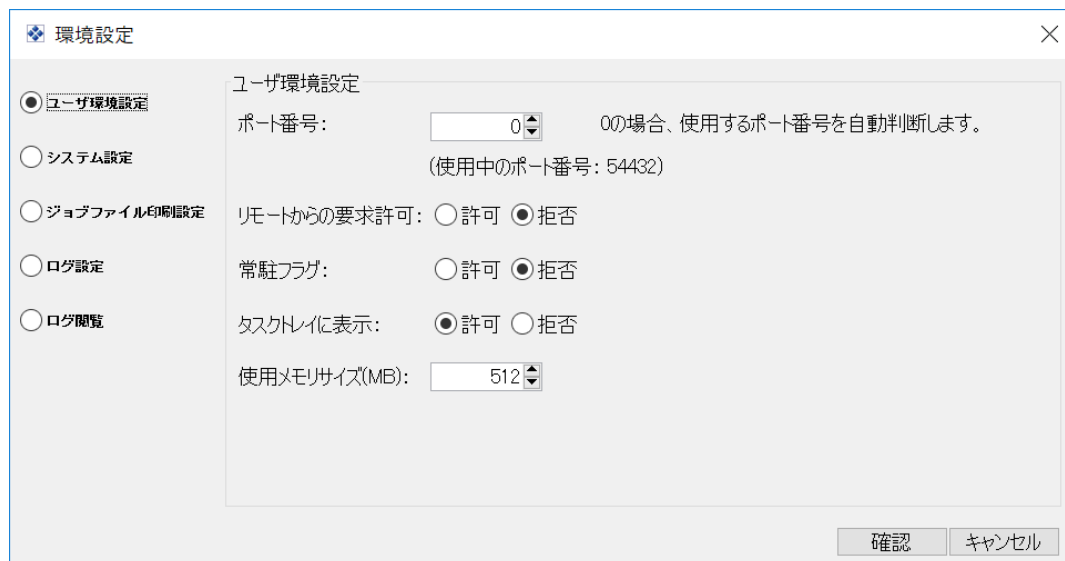 環境設定
ユーザ環境設定
システム設定
ジョブファイル印刷設定
ログ設定
ログ閲覧
ユーザ環境設定
ポート番号: 0 0の場合、使用するポート番号を自動判断します。
(使用中のポート番号: 54432)
リモートからの要求許可: 許可 拒否
常駐フラグ: 許可 拒否
タスクトレイに表示: 許可 拒否
使用メモリサイズ(MB): 512
確認 キャンセル